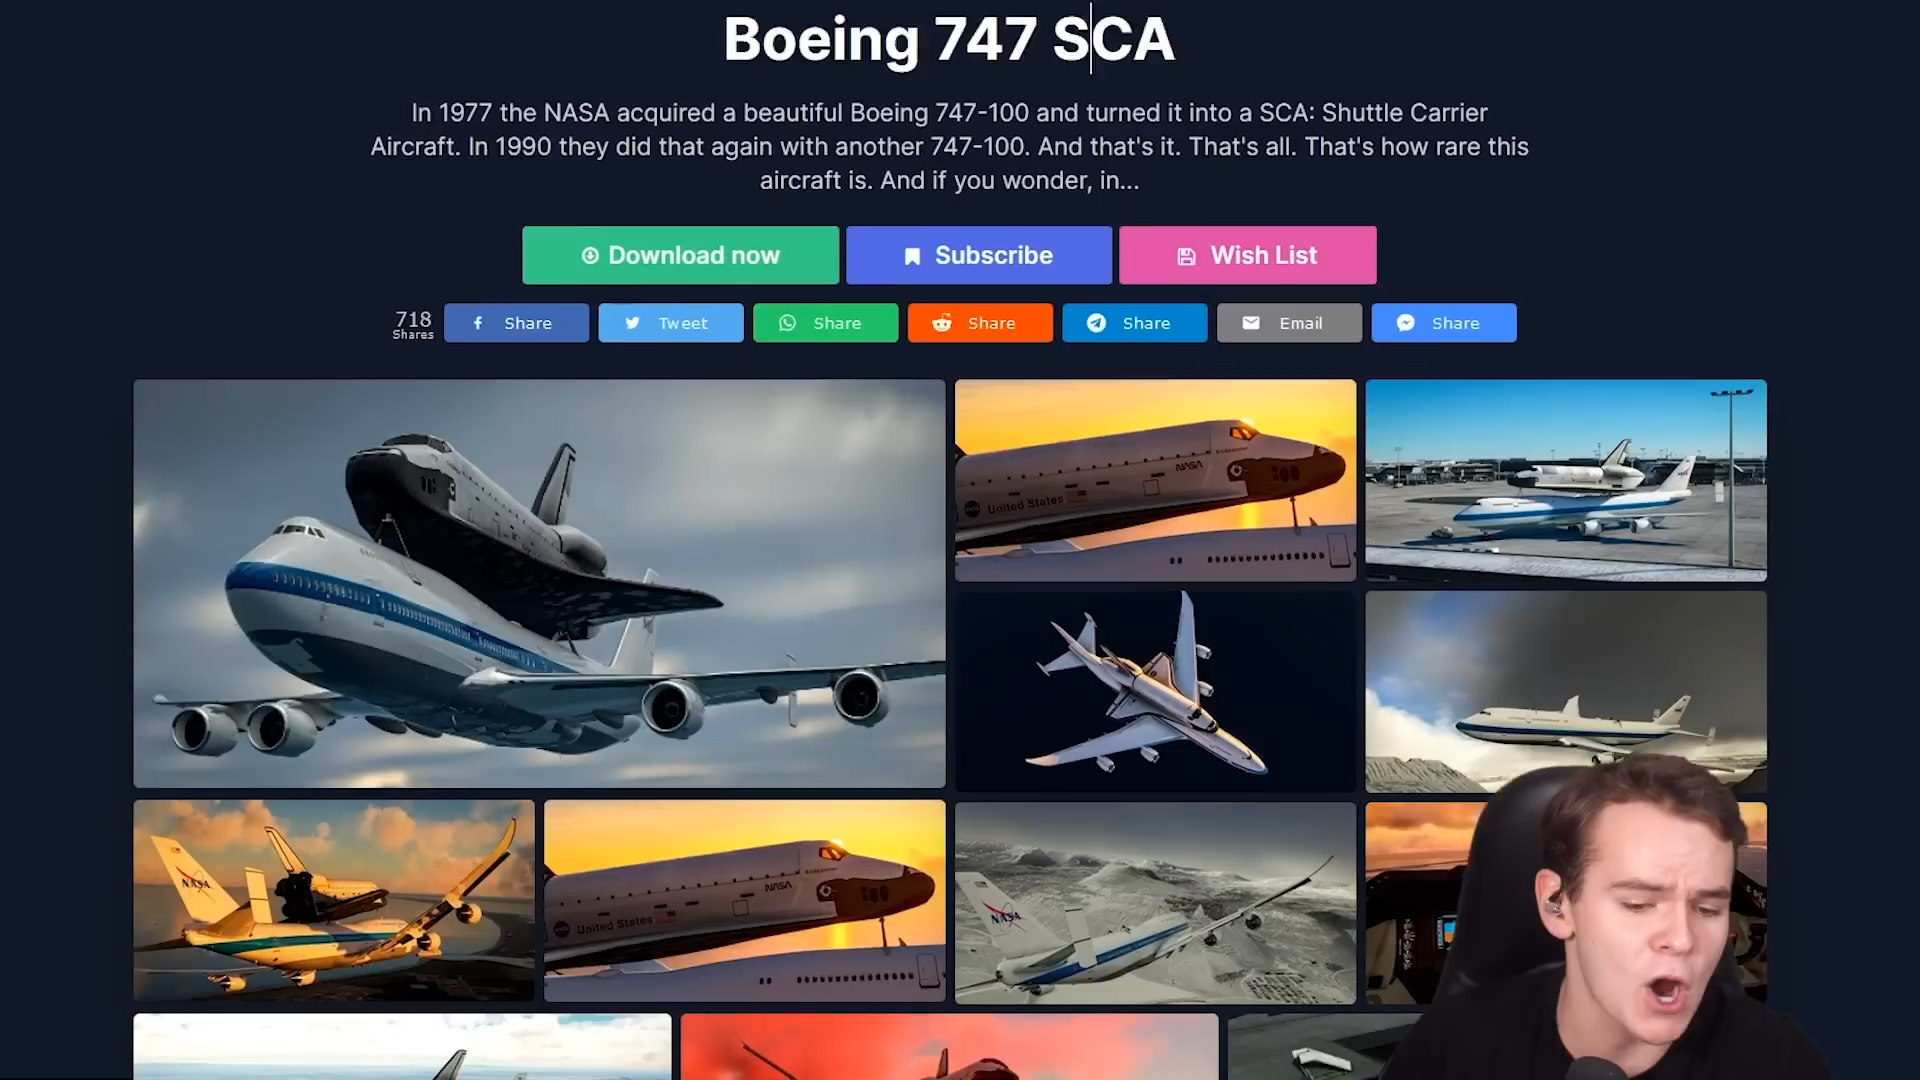 Boeing 747 SCA
In 1977 the NASA acquired a beautiful Boeing 747-100 and turned it into a SCA: Shuttle Carrier
Aircraft. In 1990 they did that again with another 747-100. And that's it. That's all. That's how rare this
aircraft is. And if you wonder, in...
Download now
Subscribe
Wish List
718
Shares
Share
Tweet
Share
Share
Share
Email
Share
Endeavour
NASA
United States
NASA
NASA
United States
NASA